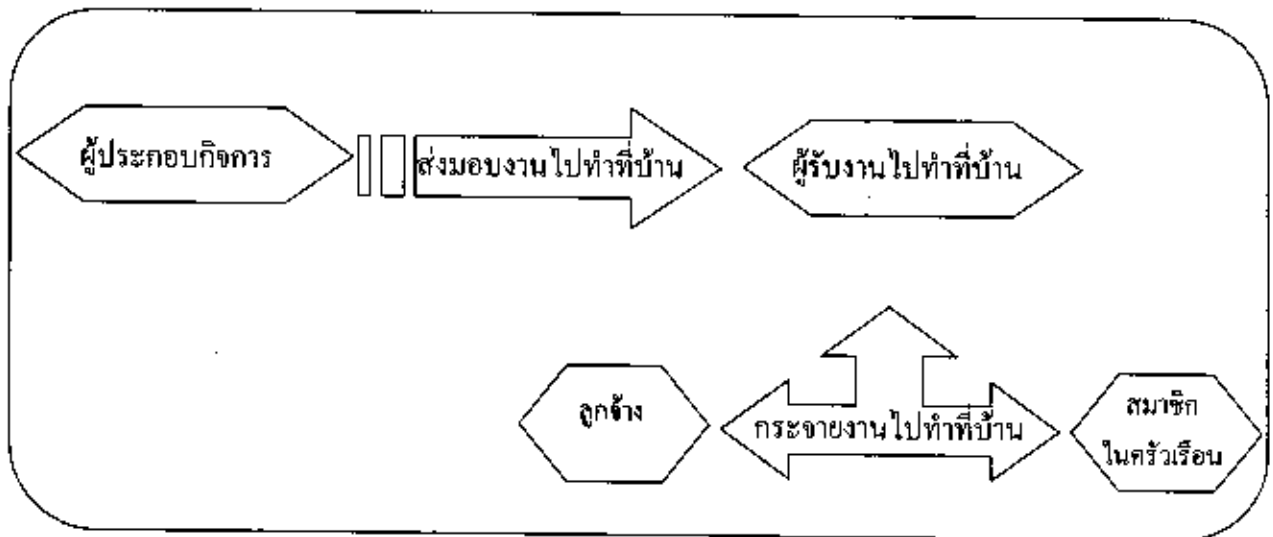 ผู้ประกอบกิจการ
ส่งมอบงานไปทำที่บ้าน
ผู้รับงานไปทำที่บ้าน
ลูกจ้าง
กระจายงานไปทำที่บ้าน
สมาชิก
ในครัวเรือน